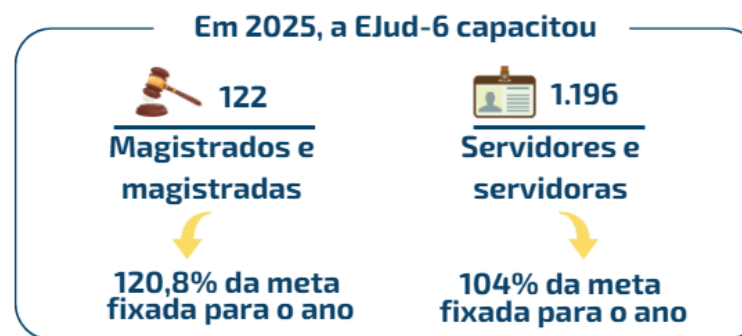 Em 2025, a EJud-6 capacitou
122
Magistrados e
magistradas
120,8% da meta
fixada para o ano
1.196
Servidores e
servidoras
104% da meta
fixada para o ano